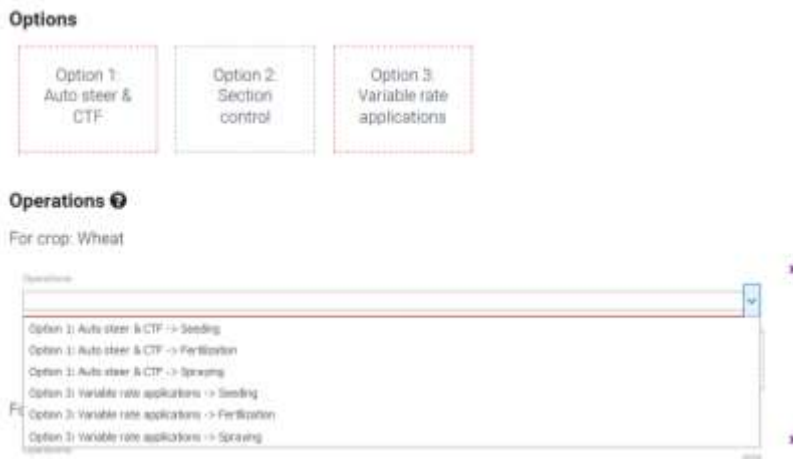 Options
Option 1:
Auto steer &
CTF
Option 2:
Section
control
Option 3:
Variable rate
applications
Operations ?
For crop: Wheat
Operations
Option 1: Auto steer & CTF -> Seeding
Option 1: Auto steer & CTF -> Fertilization
Option 1: Auto steer & CTF -> Spraying
Option 3: Variable rate applications -> Seeding
Option 3: Variable rate applications -> Fertilization
Option 3: Variable rate applications -> Spraying
Operations